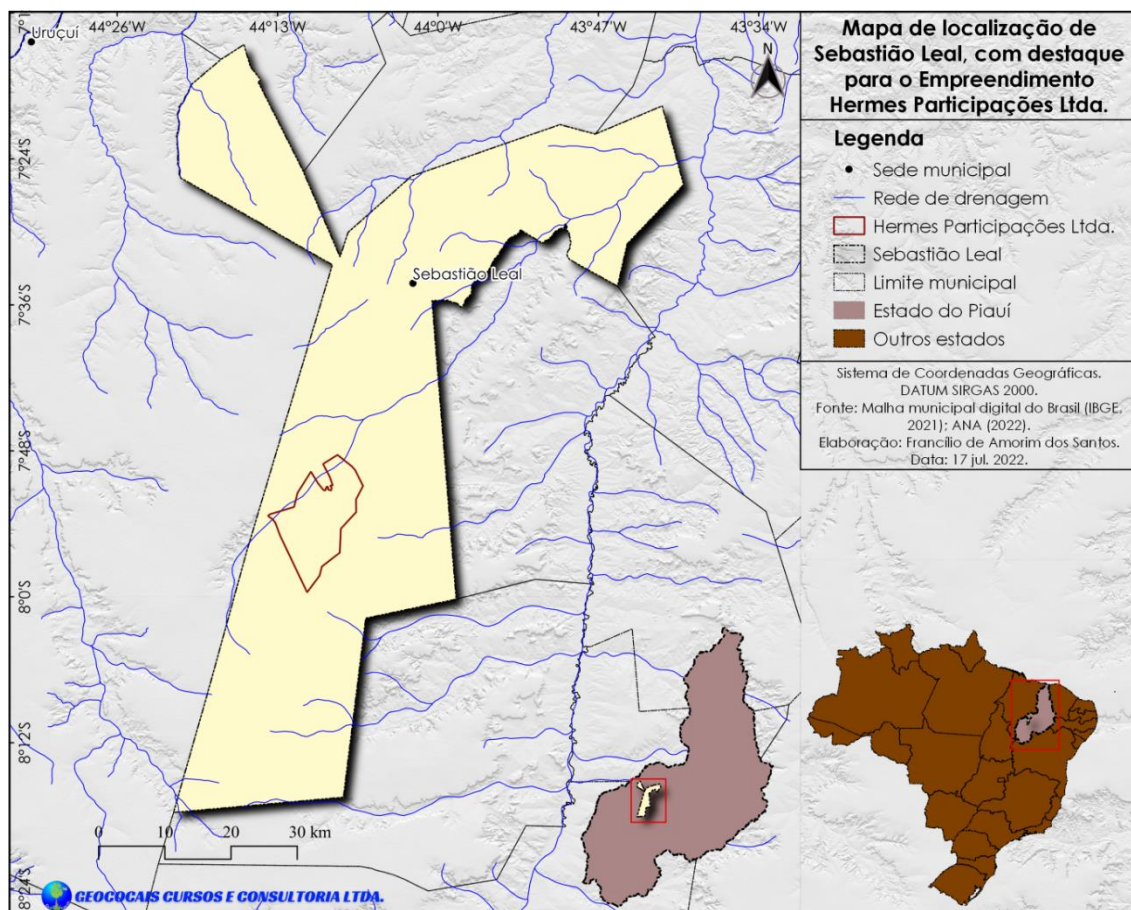 7°1
44°26'W
44°13'W
44°0'W
43°47'W
43°34'W
Uruçuí
N
7°24'S
7°36'S
7°48'S
8°0'S
8°12'S
8°24'S
Sebastião Leal
0 10 20 30 km
GEOCOCAIS CURSOS E CONSULTORIA LTDA.
Mapa de localização de
Sebastião Leal, com destaque
para o Empreendimento
Hermes Participações Ltda.
Legenda
Sede municipal
Rede de drenagem
Hermes Participações Ltda.
Sebastião Leal
Limite municipal
Estado do Piauí
Outros estados
Sistema de Coordenadas Geográficas.
DATUM SIRGAS 2000.
Fonte: Malha municipal digital do Brasil (IBGE,
2021); ANA (2022).
Elaboração: Francílio de Amorim dos Santos.
Data: 17 jul. 2022.